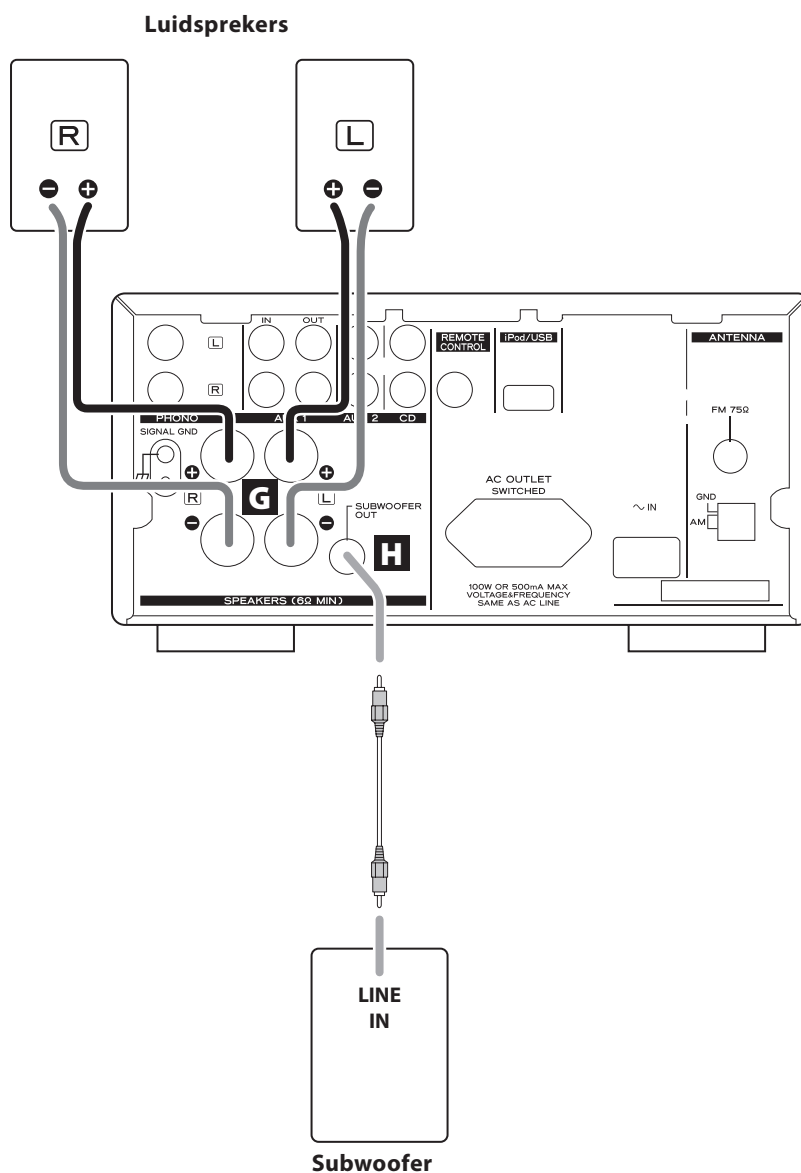 Luidsprekers
R
L
− +
+ −
IN OUT
L
REMOTE
CONTROL
iPod/USB
ANTENNA
R
PHONO
CD
FM 75Ω
SIGNAL GND
+
+
R
G
L
−
−
SUBWOOFER
OUT
H
AC OUTLET
SWITCHED
∼ IN
GND
AM
100W OR 500mA MAX
VOLTAGE&FREQUENCY
SAME AS AC LINE
SPEAKERS (6Ω MIN)
LINE
IN
Subwoofer